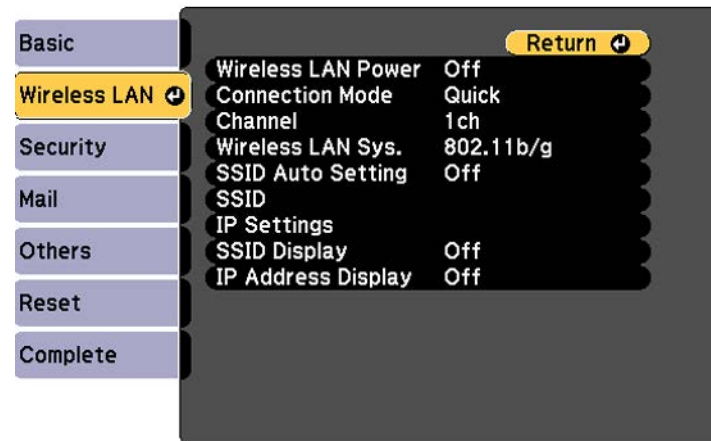 Basic
Wireless LAN
Security
Mail
Others
Reset
Complete
Return
Wireless LAN Power Off
Connection Mode Quick
Channel 1ch
Wireless LAN Sys. 802.11b/g
SSID Auto Setting Off
SSID
IP Settings
SSID Display Off
IP Address Display Off